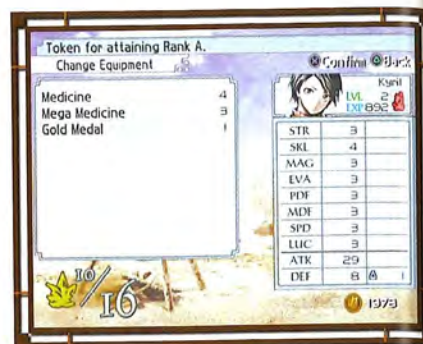 Token for attaining Rank A.
Change Equipment
Confirm Back
Medicine 4
Mega Medicine 3
Gold Medal 1
Kyril
LVL 2
EXP 892
STR 3
SKL 4
MAG 3
EVA 3
PDF 3
MDF 3
SPD 3
LUC 3
ATK 29
DEF 8 1
10/16
1978